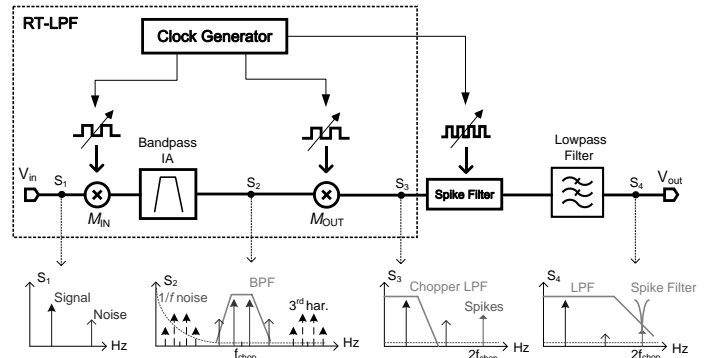 RT-LPF
Clock Generator
Bandpass
IA
Lowpass
Filter
V_in
S_1
S_2
S_3
S_4
V_out
M_IN
M_OUT
Spike Filter
S_1
Signal
Noise
Hz
S_2
1/f noise
BPF
3^rd har.
f_chop
Hz
S_3
Chopper LPF
Spikes
2f_chop
Hz
S_4
LPF
Spike Filter
2f_chop
Hz